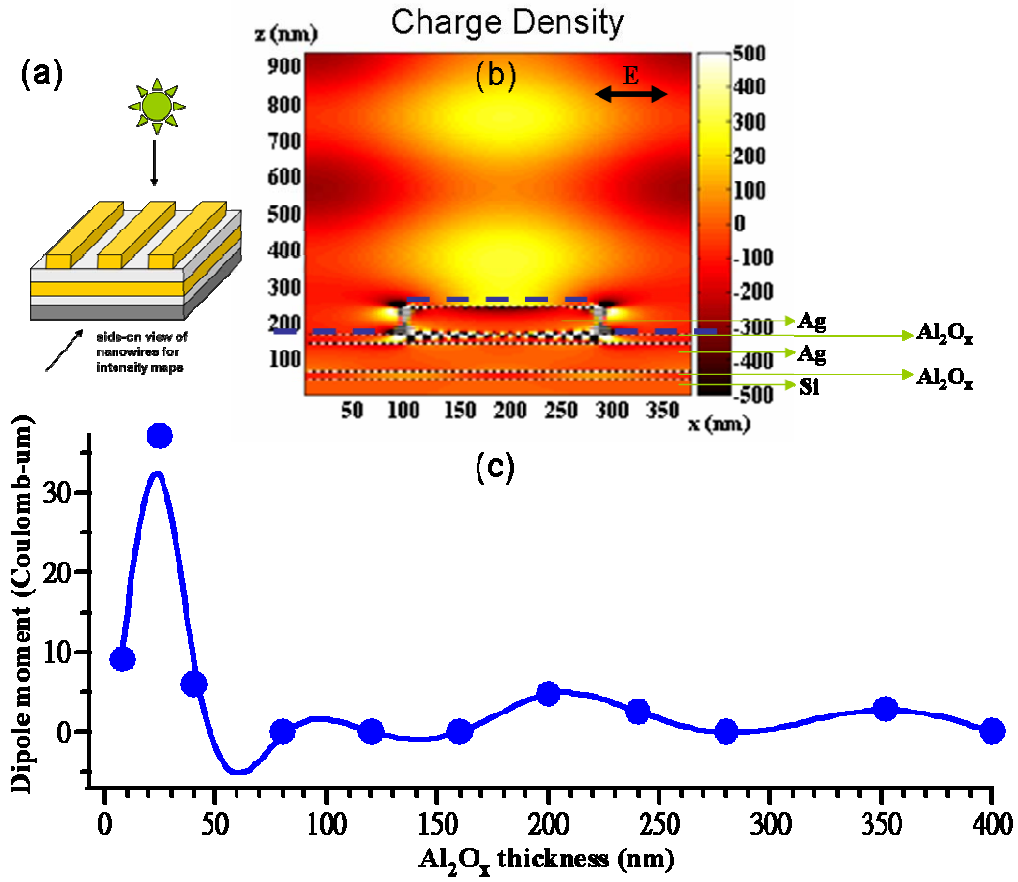 Charge Density
(a)
side-on view of
nanowires for
intensity maps
z (nm)
900
800
700
600
500
400
300
200
100
(b)
E
50 100 150 200 250 300 350
x (nm)
500
400
300
200
100
0
-100
-200
-300
-400
-500
Ag
Al₂Oₓ
Ag
Al₂Oₓ
Si
(c)
Dipole moment (Coulomb-um)
30
20
10
0
0 50 100 150 200 250 300 350 400
Al₂Oₓ thickness (nm)